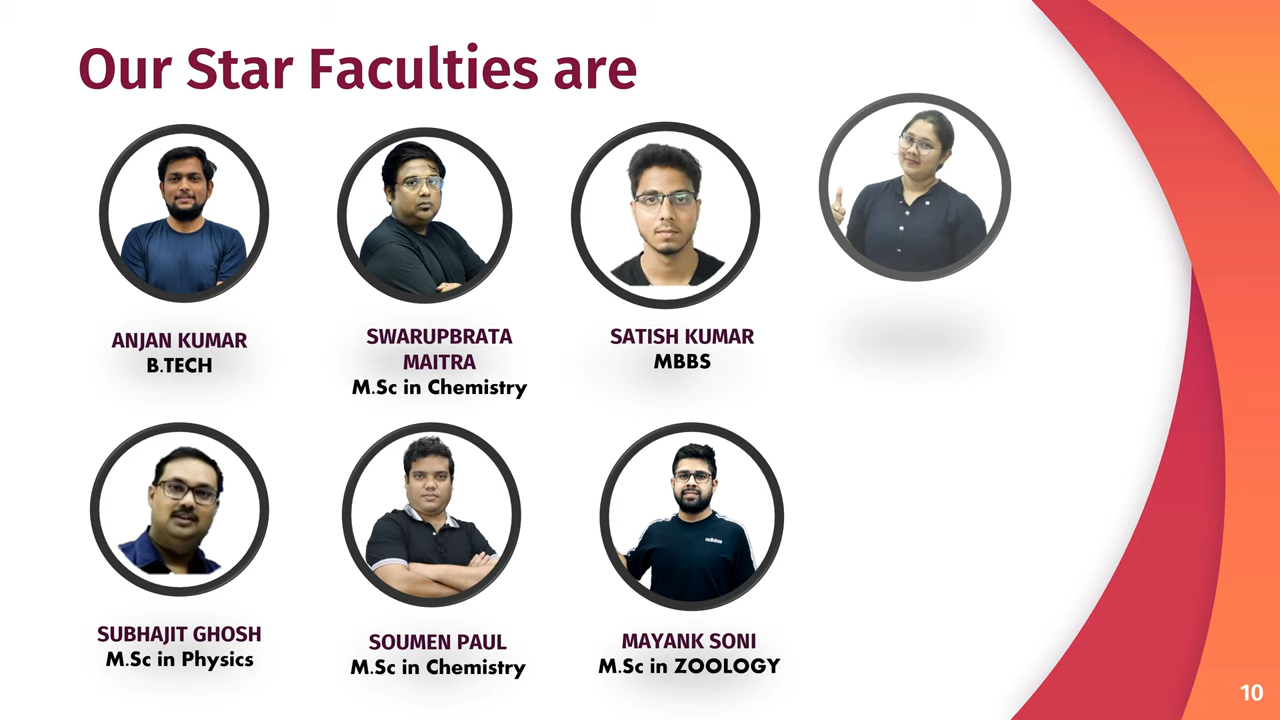 Our Star Faculties are
ANJAN KUMAR
B.TECH
SWARUPBRATA
MAITRA
M.Sc in Chemistry
SATISH KUMAR
MBBS
SUBHAJIT GHOSH
M.Sc in Physics
SOUMEN PAUL
M.Sc in Chemistry
adidas
MAYANK SONI
M.Sc in ZOOLOGY
10